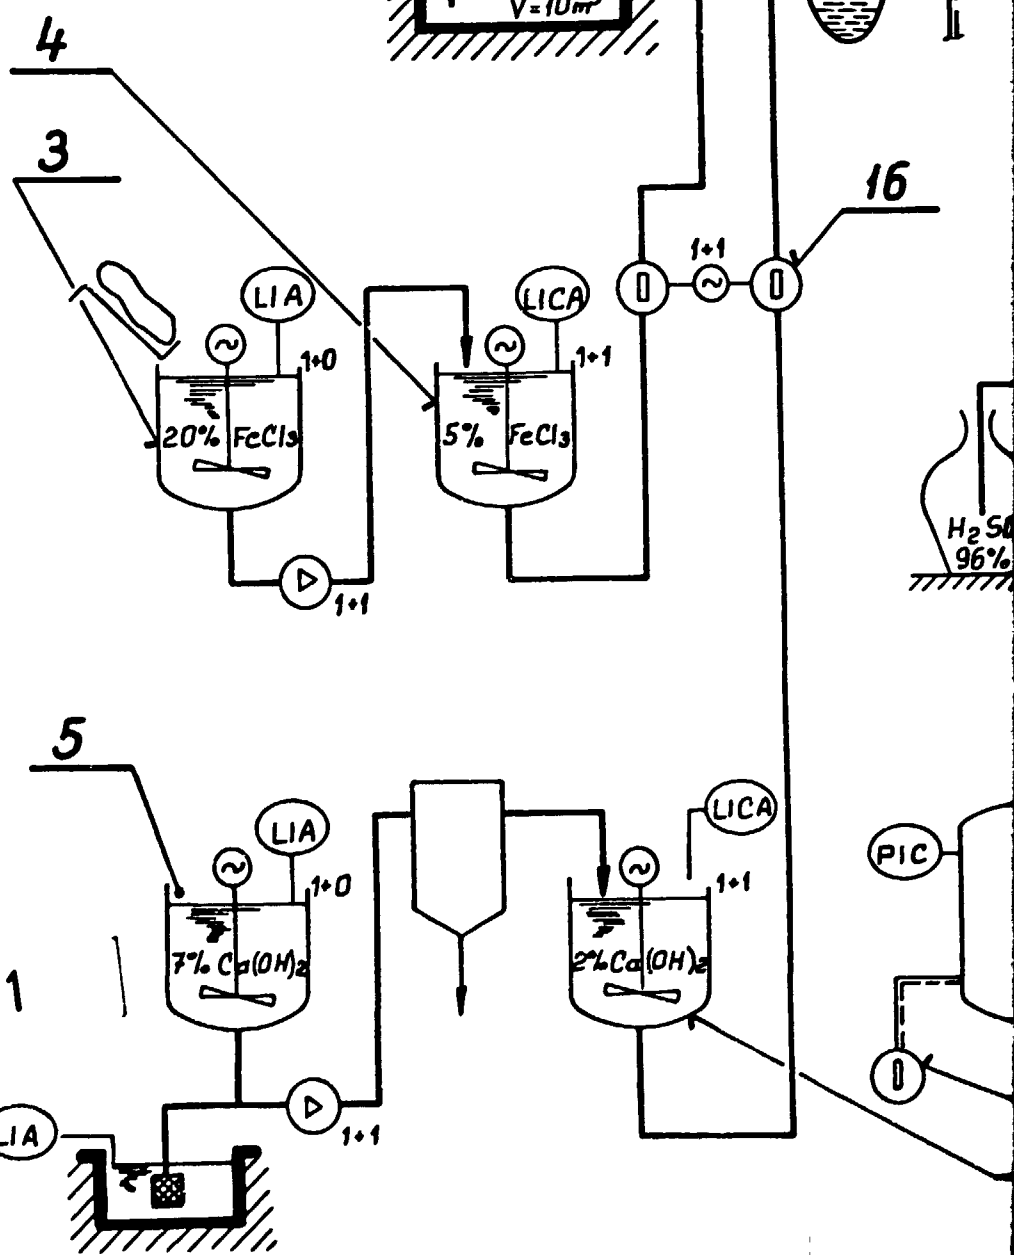 V=10m³
4
3
16
1+1
LIA
LICA
1+0
1+1
20% FeCl₃
5% FeCl₃
H₂SO
96%
1+1
5
LICA
LIA
PIC
1+0
1+1
7% Ca(OH)₂
2% Ca(OH)₂
1
LIA
1+1